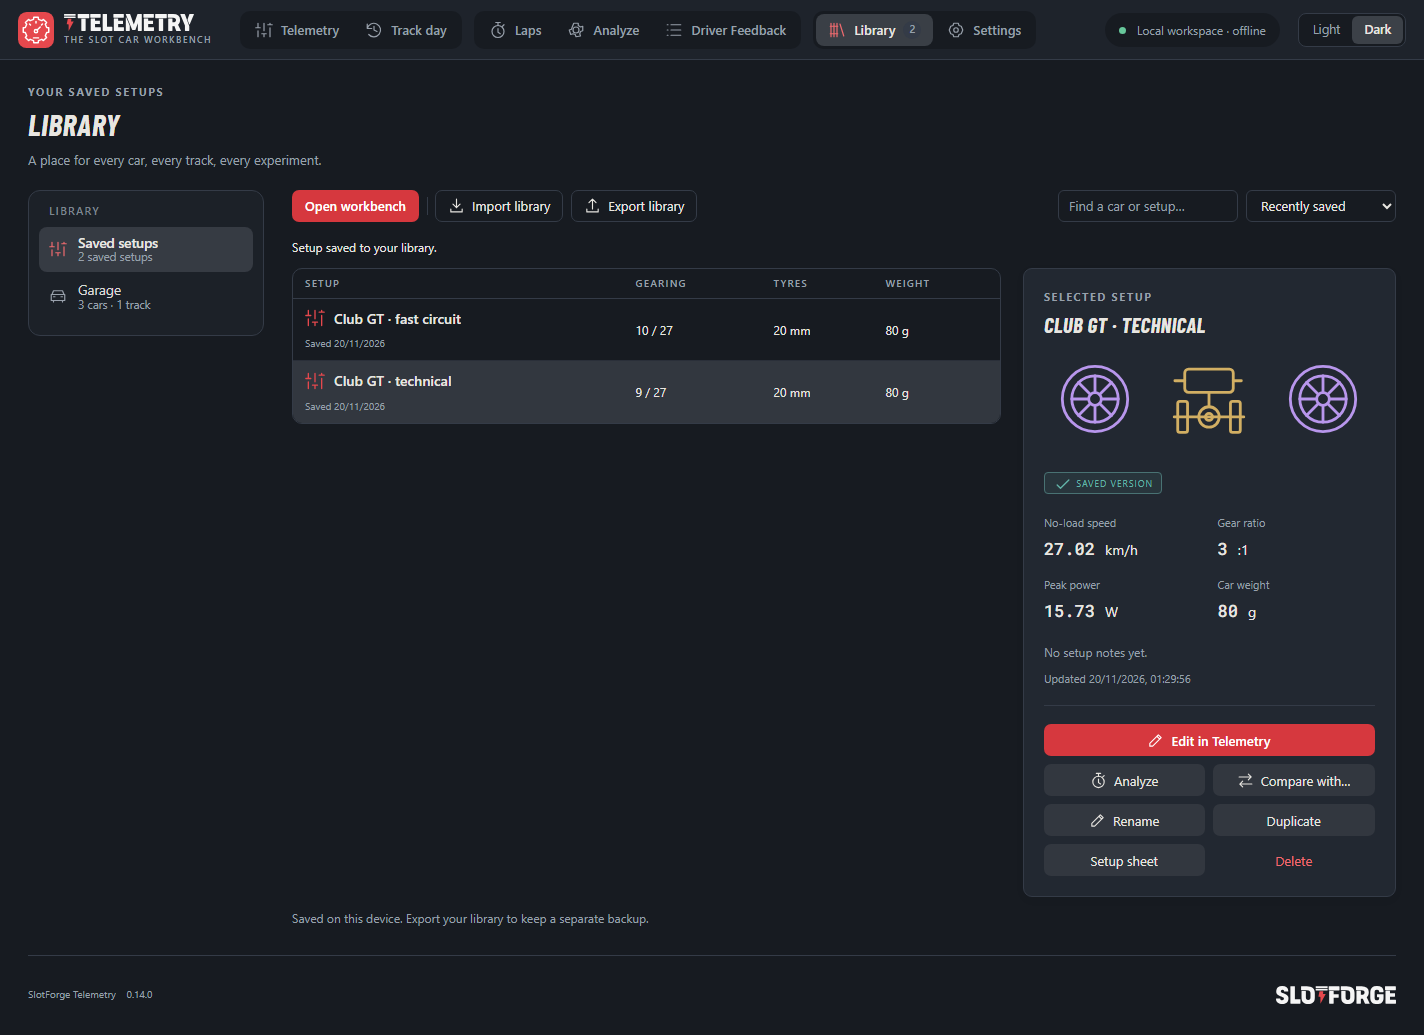 TELEMETRY
THE SLOT CAR WORKBENCH
Telemetry
Track day
Laps
Analyze
Driver Feedback
Library 2
Settings
Local workspace · offline
Light
Dark
YOUR SAVED SETUPS
LIBRARY
A place for every car, every track, every experiment.
LIBRARY
Saved setups
2 saved setups
Garage
3 cars · 1 track
Open workbench
Import library
Export library
Find a car or setup...
Recently saved
Setup saved to your library.
SETUP GEARING TYRES WEIGHT
Club GT · fast circuit
Saved 20/11/2026
10 / 27 20 mm 80 g
Club GT · technical
Saved 20/11/2026
9 / 27 20 mm 80 g
SELECTED SETUP
CLUB GT · TECHNICAL
SAVED VERSION
No-load speed
27.02 km/h
Gear ratio
3 :1
Peak power
15.73 W
Car weight
80 g
No setup notes yet.
Updated 20/11/2026, 01:29:56
Edit in Telemetry
Analyze
Compare with...
Rename
Duplicate
Setup sheet
Delete
Saved on this device. Export your library to keep a separate backup.
SlotForge Telemetry 0.14.0
SLOTFORGE